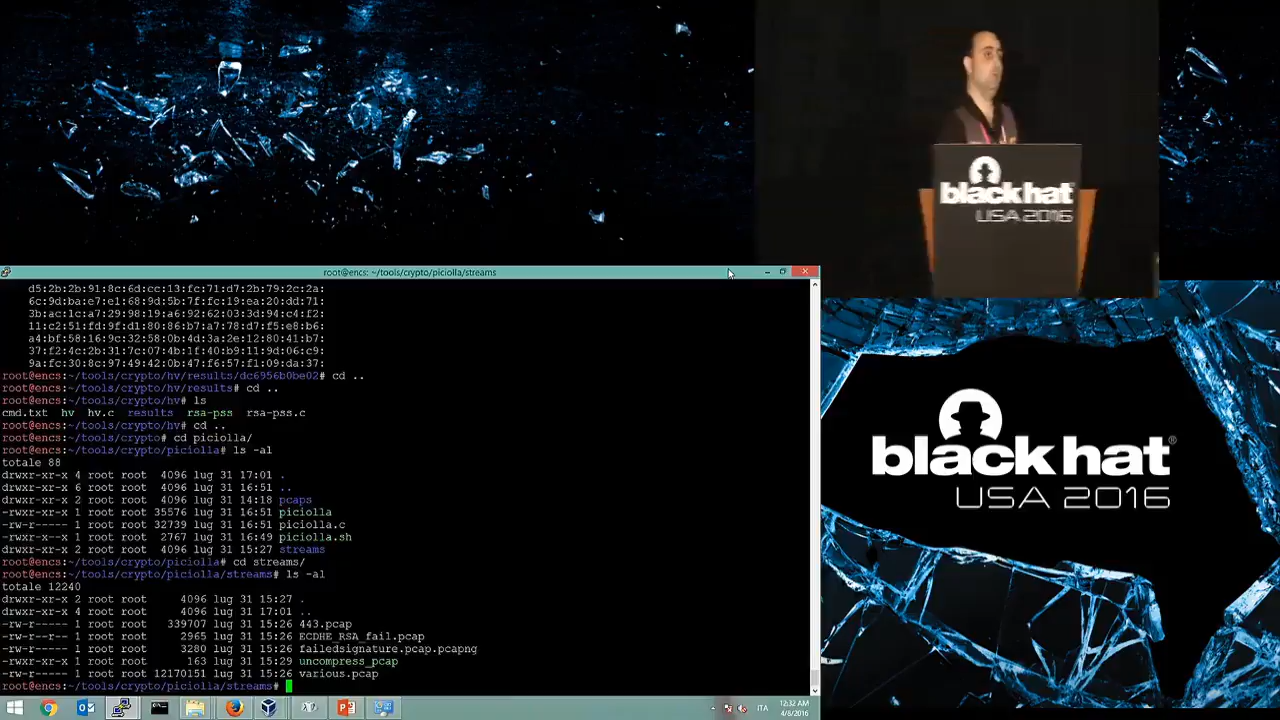 black hat
USA 2016
root@encs: ~/tools/crypto/piciolla/streams
d5:2b:2b:91:8c:6d:cc:13:fc:71:d7:2b:79:2c:2a:
6c:9d:ba:e7:e1:68:9d:5b:7f:fc:19:ea:20:dd:71:
3b:ac:1c:a7:29:98:19:a6:92:62:03:3d:94:c4:f2:
11:c2:51:fd:9f:d1:80:86:b7:a7:78:d7:f5:e8:b6:
a4:bf:58:16:9c:32:58:0b:4d:3a:2e:12:80:41:b7:
37:f2:4c:2b:31:7c:07:4b:1f:40:b9:11:9d:06:c9:
9a:fc:30:8c:97:49:42:0b:47:f6:57:f1:09:da:37:
root@encs:~/tools/crypto/hv/results/dc6956b0be02# cd ..
root@encs:~/tools/crypto/hv/results# cd ..
root@encs:~/tools/crypto/hv# ls
cmd.txt hv hv.c results rsa-pss rsa-pss.c
root@encs:~/tools/crypto/hv# cd ..
root@encs:~/tools/crypto# cd piciolla/
root@encs:~/tools/crypto/piciolla# ls -al
totale 88
drwxr-xr-x 4 root root 4096 lug 31 17:01 .
drwxr-xr-x 6 root root 4096 lug 31 16:51 ..
drwxr-xr-x 2 root root 4096 lug 31 14:18 pcaps
-rwxr-xr-x 1 root root 35576 lug 31 16:51 piciolla
-rw-r----- 1 root root 32739 lug 31 16:51 piciolla.c
-rwxr-x--x 1 root root 2767 lug 31 16:49 piciolla.sh
drwxr-xr-x 2 root root 4096 lug 31 15:27 streams
root@encs:~/tools/crypto/piciolla# cd streams/
root@encs:~/tools/crypto/piciolla/streams# ls -al
totale 12240
drwxr-xr-x 2 root root 4096 lug 31 15:27 .
drwxr-xr-x 4 root root 4096 lug 31 17:01 ..
-rw-r----- 1 root root 339707 lug 31 15:26 443.pcap
-rw-r--r-- 1 root root 2965 lug 31 15:26 ECDHE_RSA_fail.pcap
-rw-r----- 1 root root 3280 lug 31 15:26 failedsignature.pcap.pcapng
-rwxr-xr-x 1 root root 163 lug 31 15:29 uncompress_pcap
-rw-r----- 1 root root 12170151 lug 31 15:26 various.pcap
root@encs:~/tools/crypto/piciolla/streams#
black hat®
USA 2016
ITA
12:32 AM
4/8/2016